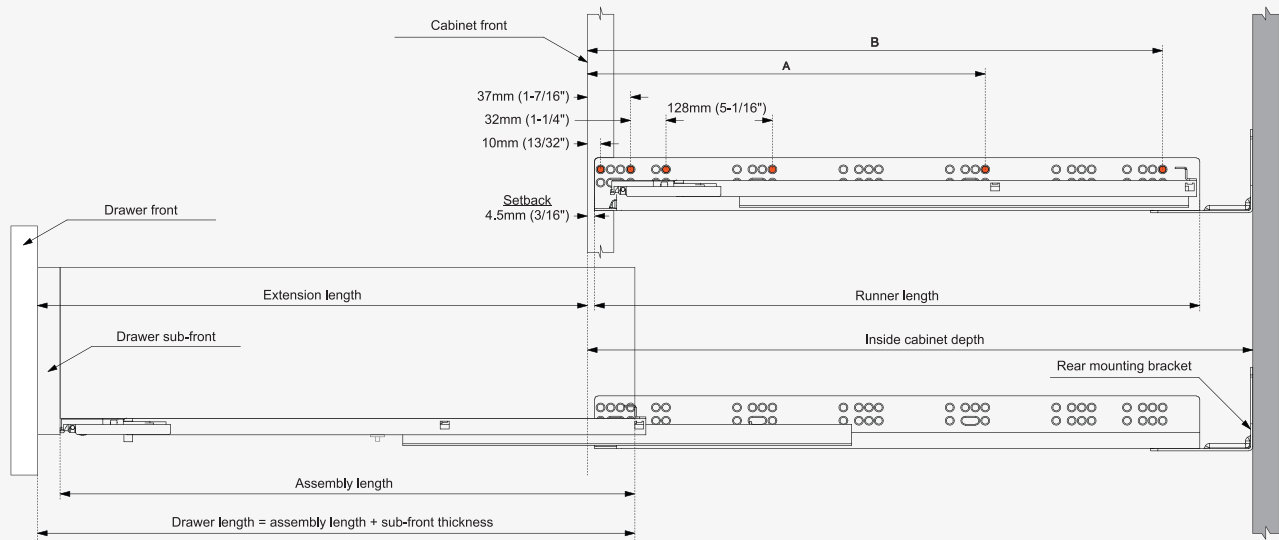 Cabinet front
B
A
37mm (1-7/16")
128mm (5-1/16")
32mm (1-1/4")
10mm (13/32")
Setback
4.5mm (3/16")
Drawer front
Extension length
Runner length
Drawer sub-front
Inside cabinet depth
Rear mounting bracket
Assembly length
Drawer length = assembly length + sub-front thickness